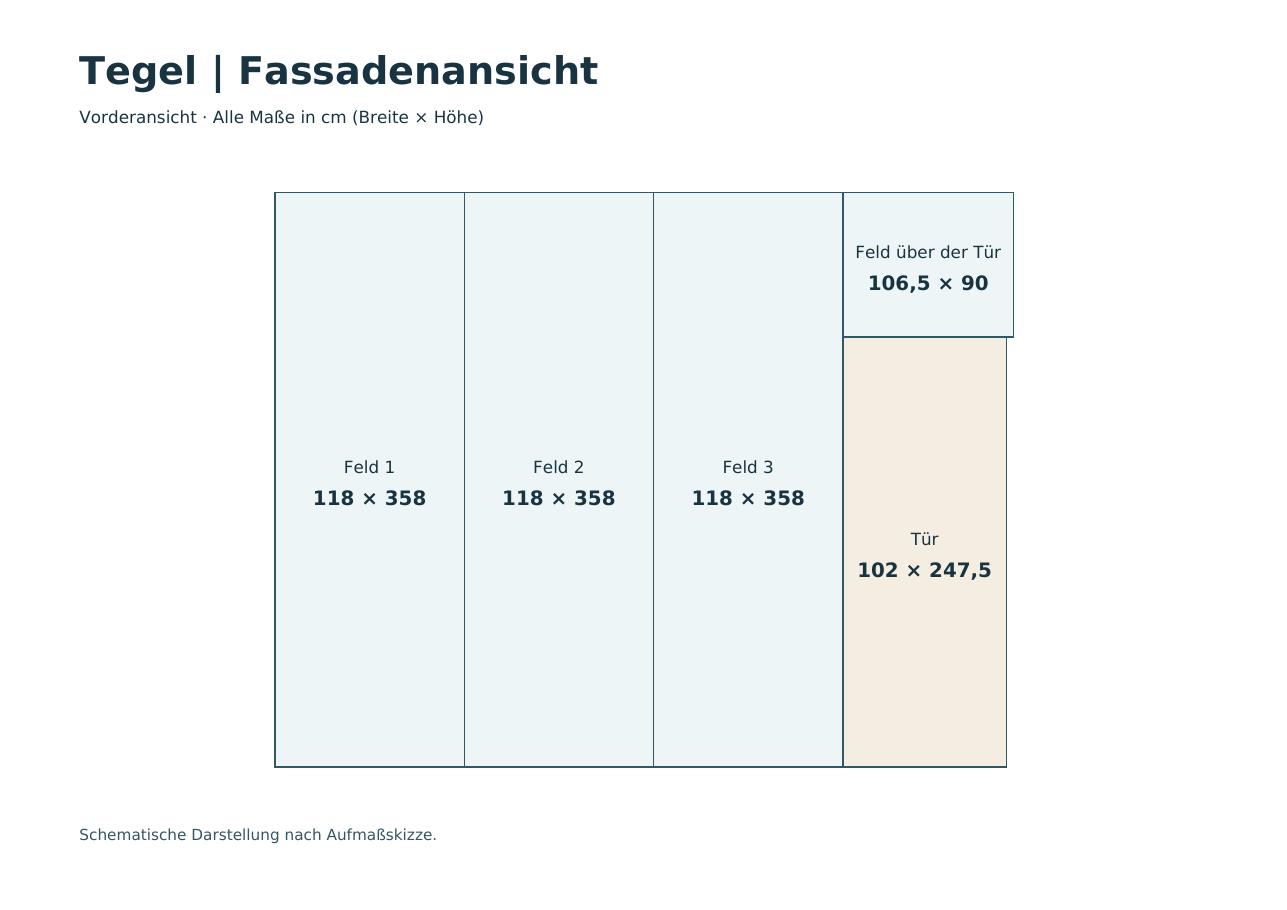 Tegel | Fassadenansicht
Vorderansicht · Alle Maße in cm (Breite × Höhe)
Feld über der Tür
106,5 × 90
Feld 1
118 × 358
Feld 2
118 × 358
Feld 3
118 × 358
Tür
102 × 247,5
Schematische Darstellung nach Aufmaßskizze.